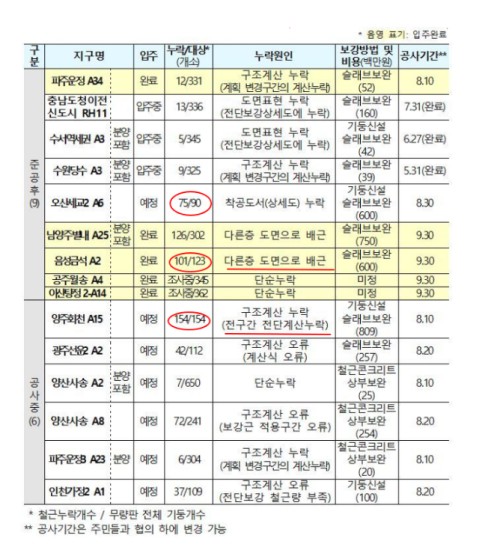 * 음영 표기: 입주완료
구분 지구명 입주 누락/대상* (개소) 누락원인 보강방법 및 비용(백만원) 공사기간**
준공후 (9)
파주운정 A34 완료 12/331 구조계산 누락 (계획 변경구간의 계산누락) 슬래브보완 (52) 8.10
충남도청이전신도시 RH11 입주중 13/336 도면표현 누락 (전단보강상세도에 누락) 슬래브보완 (160) 7.31(완료)
수서역세권 A3 분양포함 입주중 5/345 도면표현 누락 (전단보강상세도에 누락) 기둥신설 슬래브보완 (42) 6.27(완료)
수원당수 A3 분양포함 입주중 9/325 구조계산 누락 (계획 변경구간의 계산누락) 슬래브보완 (39) 5.31(완료)
오산세교2 A6 예정 75/90 착공도서(상세도) 누락 기둥신설 슬래브보완 (600) 8.30
남양주별내 A25 분양포함 완료 126/302 다른층 도면으로 배근 슬래브보완 (750) 9.30
음성금석 A2 완료 101/123 다른층 도면으로 배근 슬래브보완 (600) 9.30
공주월송 A4 완료 조사중/345 단순누락 미정 9.30
아산탕정 2-A14 완료 조사중/362 단순누락 미정 9.30
공사중 (6)
양주회천 A15 예정 154/154 구조계산 누락 (전구간 전단계산누락) 기둥신설 슬래브보완 (809) 9.30
광주선운2 A2 예정 42/112 구조계산 오류 (계산식 오류) 슬래브보완 (257) 8.20
양산사송 A2 분양포함 예정 7/650 단순누락 철근콘크리트 상부보완 (25) 8.10
양산사송 A8 예정 72/241 구조계산 오류 (보강근 적용구간 오류) 철근콘크리트 상부보완 (254) 8.20
파주운정3 A23 분양 예정 6/304 구조계산 누락 (계획 변경구간의 계산누락) 철근콘크리트 상부보완 (20) 8.10
인천가정2 A1 예정 37/109 구조계산 오류 (전단보강 철근량 부족) 기둥신설 (100) 8.20
* 철근누락개수 / 무량판 전체 기둥개수
** 공사기간은 주민들과 협의 하에 변경 가능